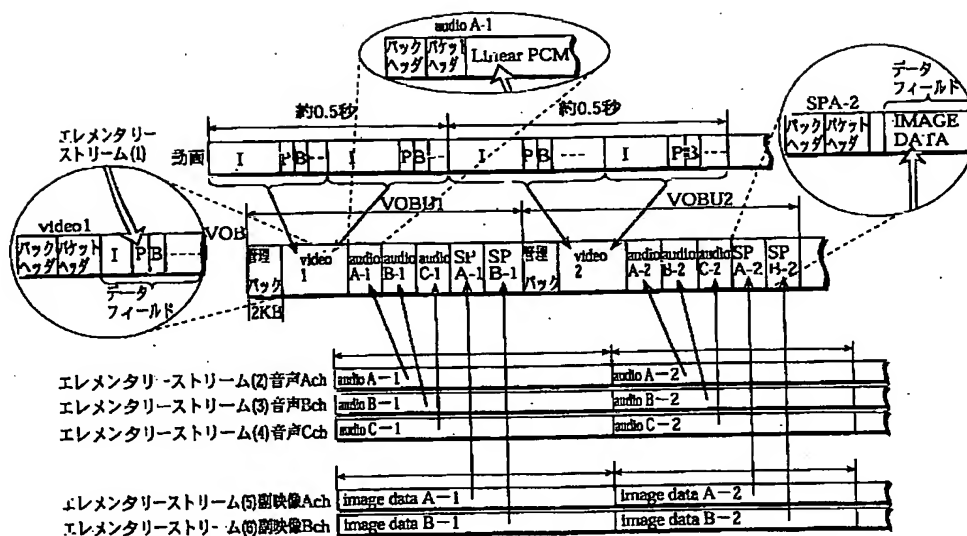 audio A-1
パック ヘッダ
パケット ヘッダ
Linear PCM
データ フィールド
SPA-2
パック ヘッダ
パケット ヘッダ
IMAGE DATA
約0.5秒
約0.5秒
エレメンタリー ストリーム(1)
動画
I P B ---- I P B -- I P B ---- I P B ----
video1
パック ヘッダ
パケット ヘッダ
I P B ----
データ フィールド
VOB
VOBU1
VOBU2
管理 パック
video 1
audio A-1
audio B-1
audio C-1
SP A-1
SP B-1
管理 パック
video 2
audio A-2
audio B-2
audio C-2
SP A-2
SP B-2
2KB
エレメンタリーストリーム(2)音声Ach audio A-1 audio A-2
エレメンタリーストリーム(3)音声Bch audio B-1 audio B-2
エレメンタリーストリーム(4)音声Cch audio C-1 audio C-2
エレメンタリーストリーム(5)副映像Ach image data A-1 image data A-2
エレメンタリーストリーム(6)副映像Bch image data B-1 image data B-2